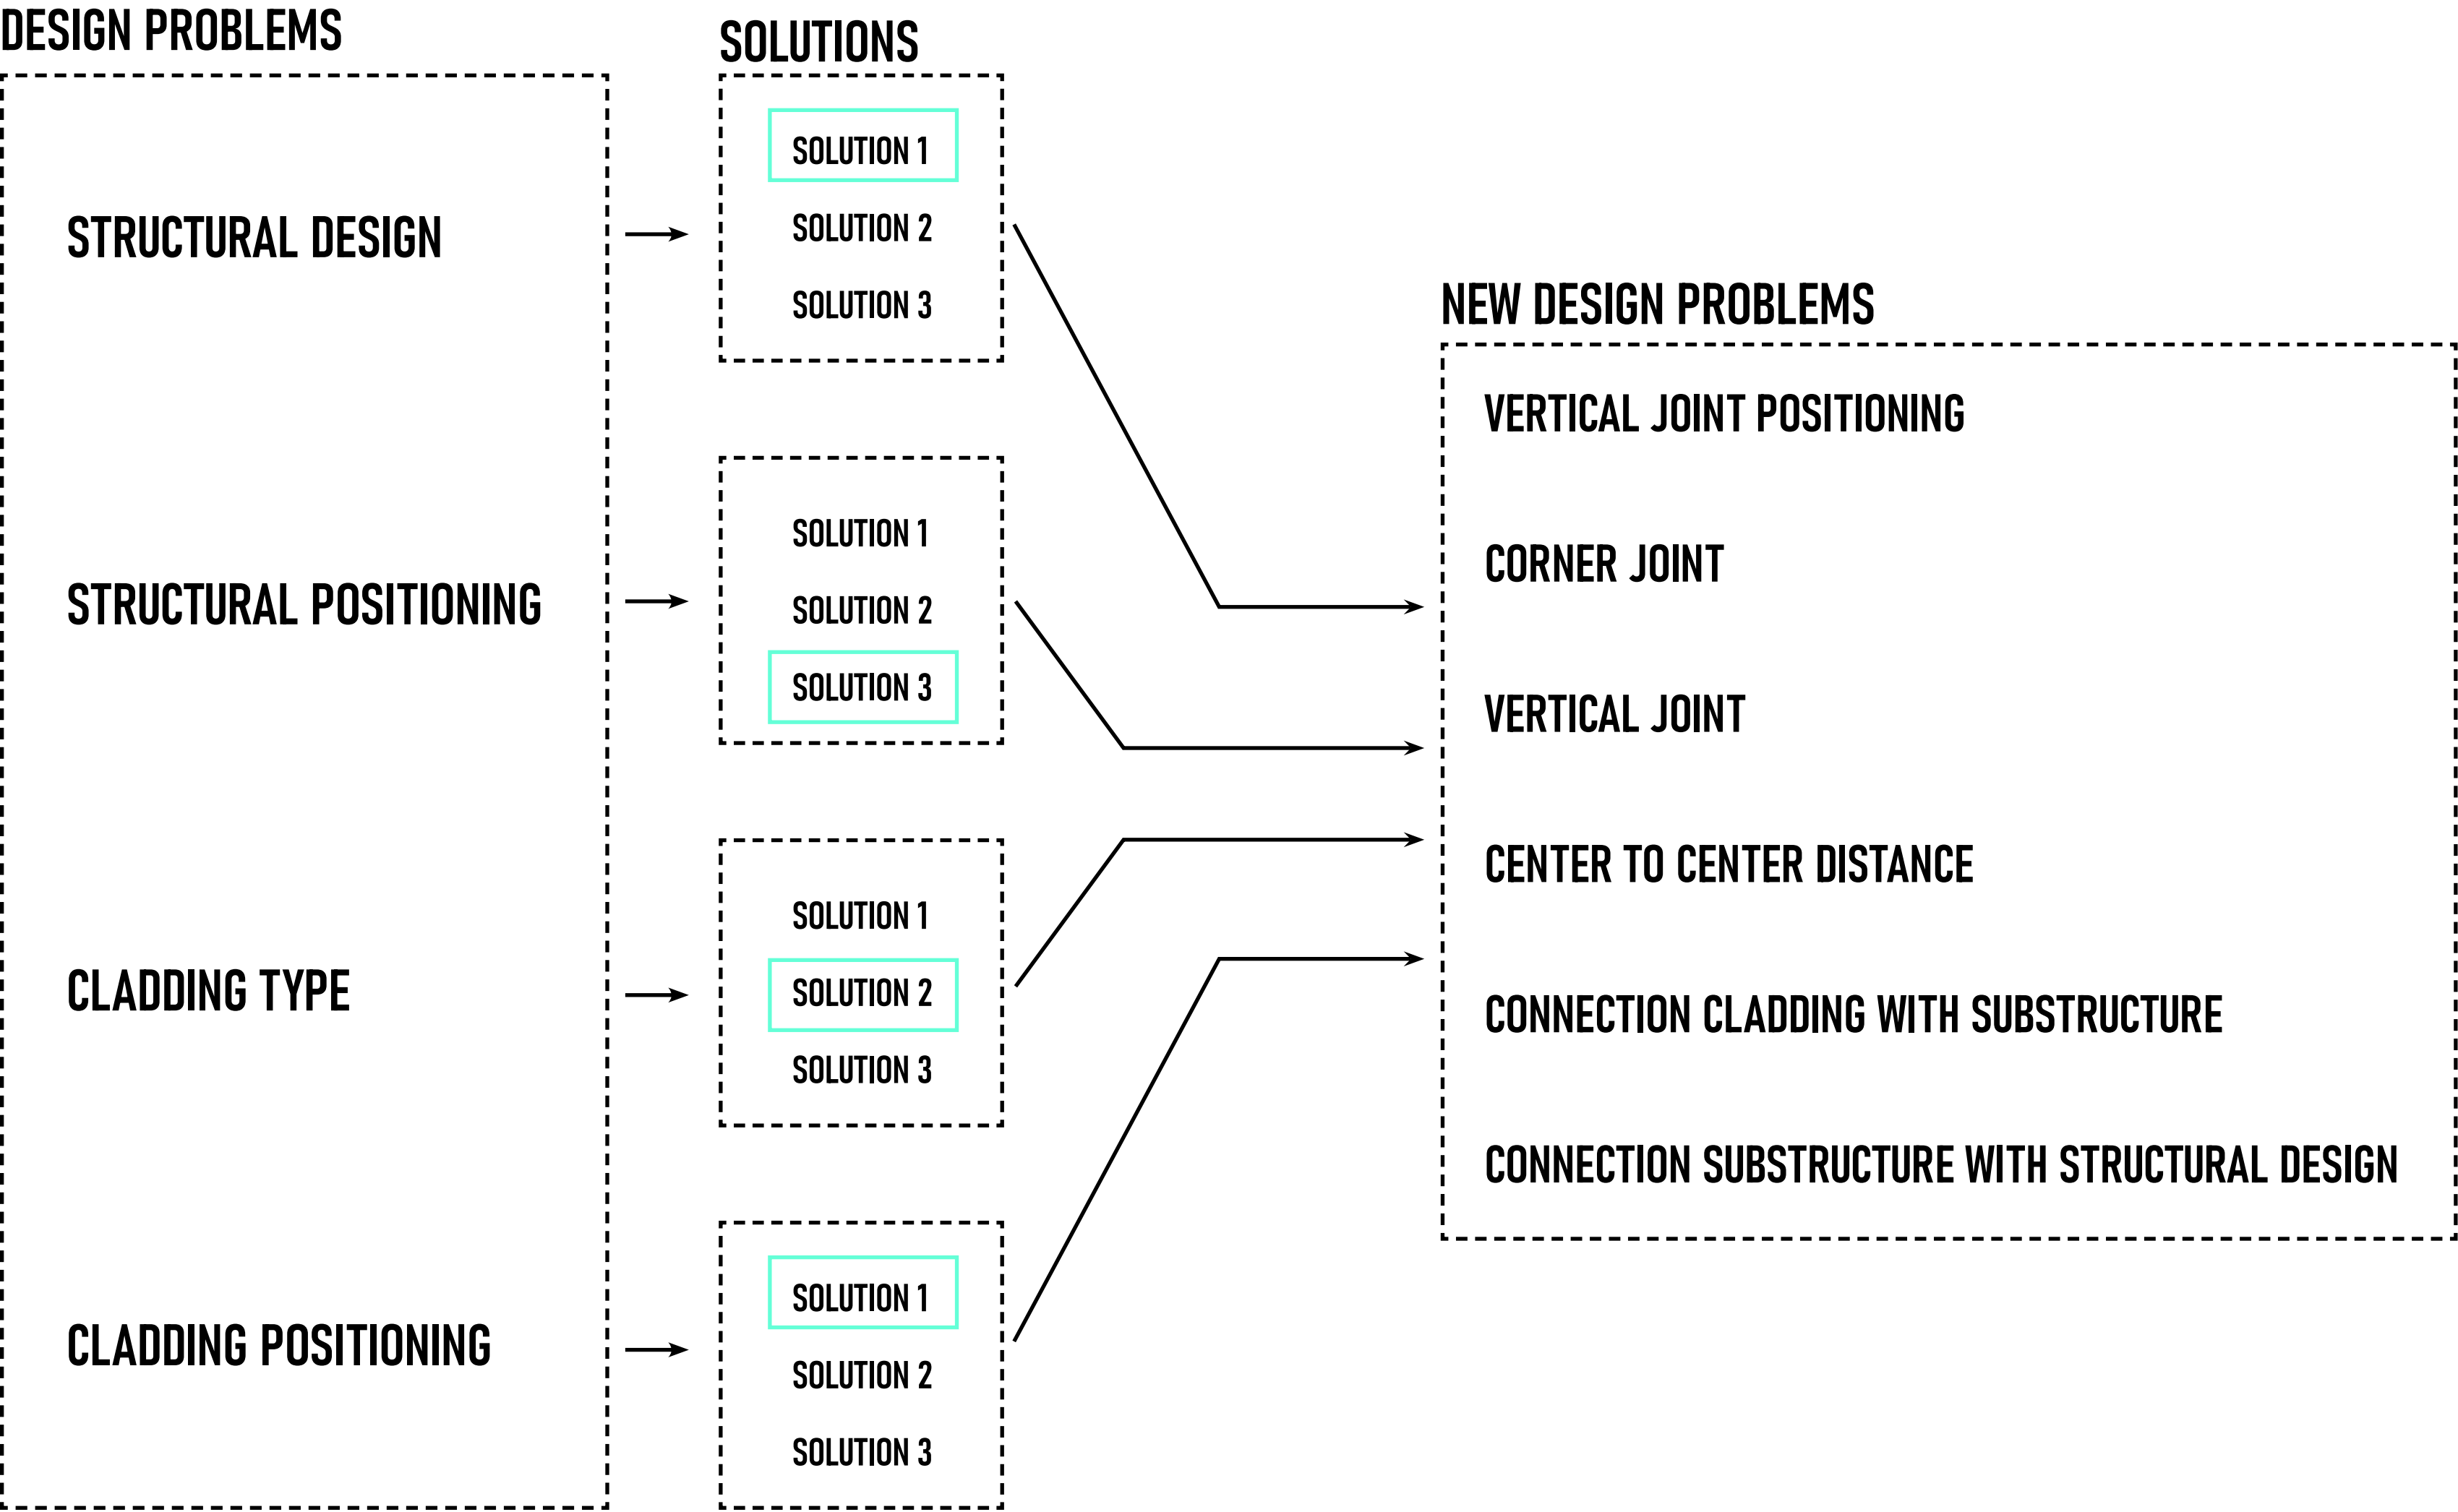 DESIGN PROBLEMS
STRUCTURAL DESIGN
STRUCTURAL POSITIONING
CLADDING TYPE
CLADDING POSITIONING
SOLUTIONS
SOLUTION 1
SOLUTION 2
SOLUTION 3
SOLUTION 1
SOLUTION 2
SOLUTION 3
SOLUTION 1
SOLUTION 2
SOLUTION 3
SOLUTION 1
SOLUTION 2
SOLUTION 3
NEW DESIGN PROBLEMS
VERTICAL JOINT POSITIONING
CORNER JOINT
VERTICAL JOINT
CENTER TO CENTER DISTANCE
CONNECTION CLADDING WITH SUBSTRUCTURE
CONNECTION SUBSTRUCTURE WITH STRUCTURAL DESIGN